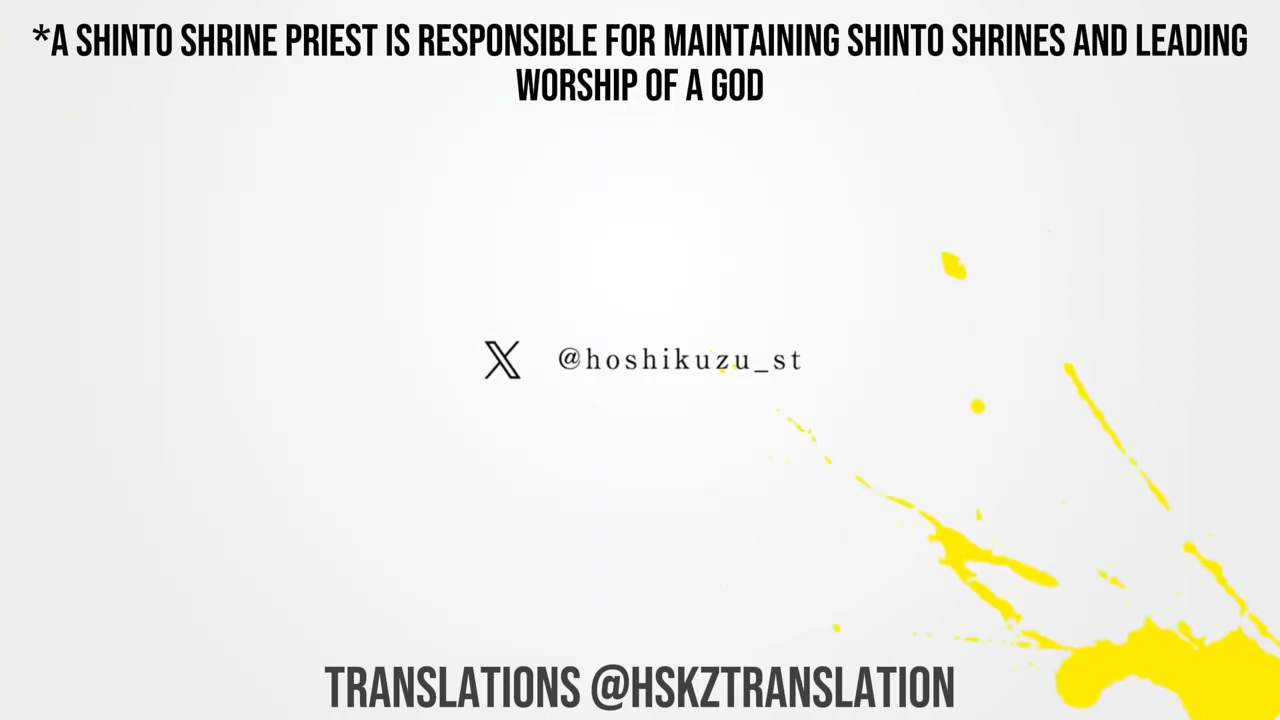 *A SHINTO SHRINE PRIEST IS RESPONSIBLE FOR MAINTAINING SHINTO SHRINES AND LEADING
WORSHIP OF A GOD
X @hoshikuzu_st
TRANSLATIONS @HSKZTRANSLATION